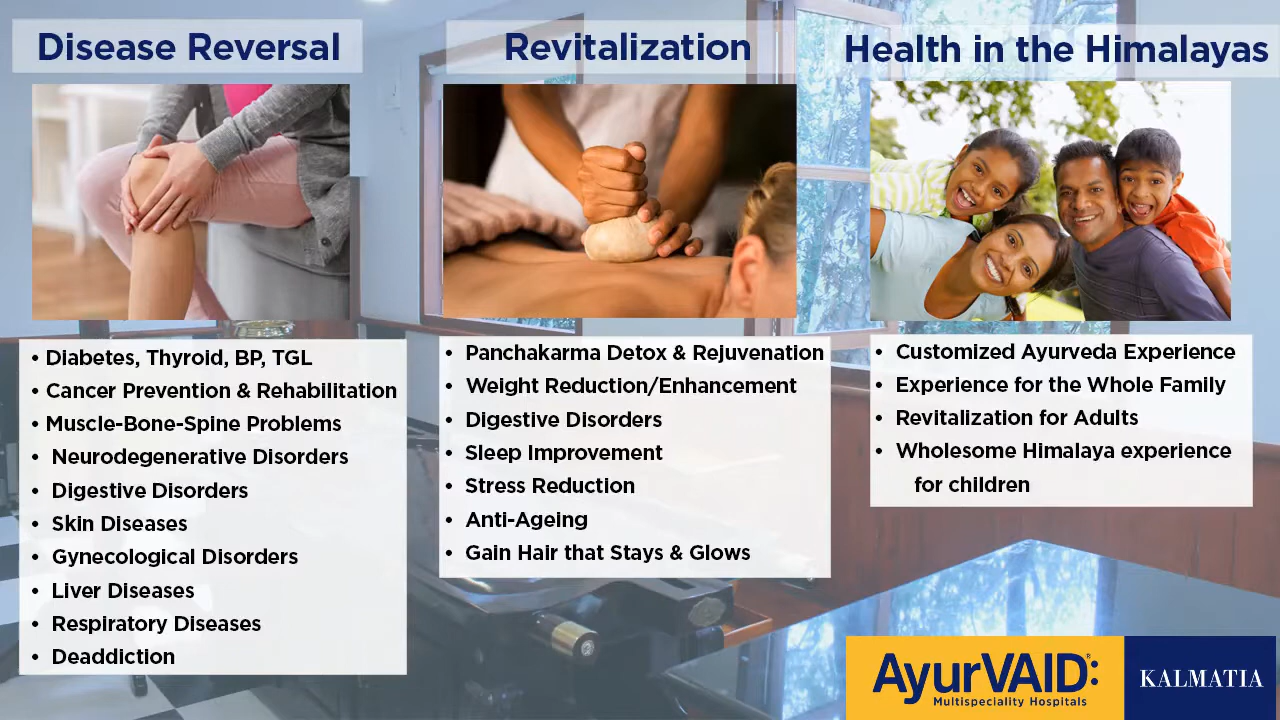 Disease Reversal
• Diabetes, Thyroid, BP, TGL
• Cancer Prevention & Rehabilitation
• Muscle-Bone-Spine Problems
• Neurodegenerative Disorders
• Digestive Disorders
• Skin Diseases
• Gynecological Disorders
• Liver Diseases
• Respiratory Diseases
• Deaddiction
Revitalization
• Panchakarma Detox & Rejuvenation
• Weight Reduction/Enhancement
• Digestive Disorders
• Sleep Improvement
• Stress Reduction
• Anti-Ageing
• Gain Hair that Stays & Glows
Health in the Himalayas
• Customized Ayurveda Experience
• Experience for the Whole Family
• Revitalization for Adults
• Wholesome Himalaya experience
for children
AyurVAID:®
Multispeciality Hospitals
KALMATIA